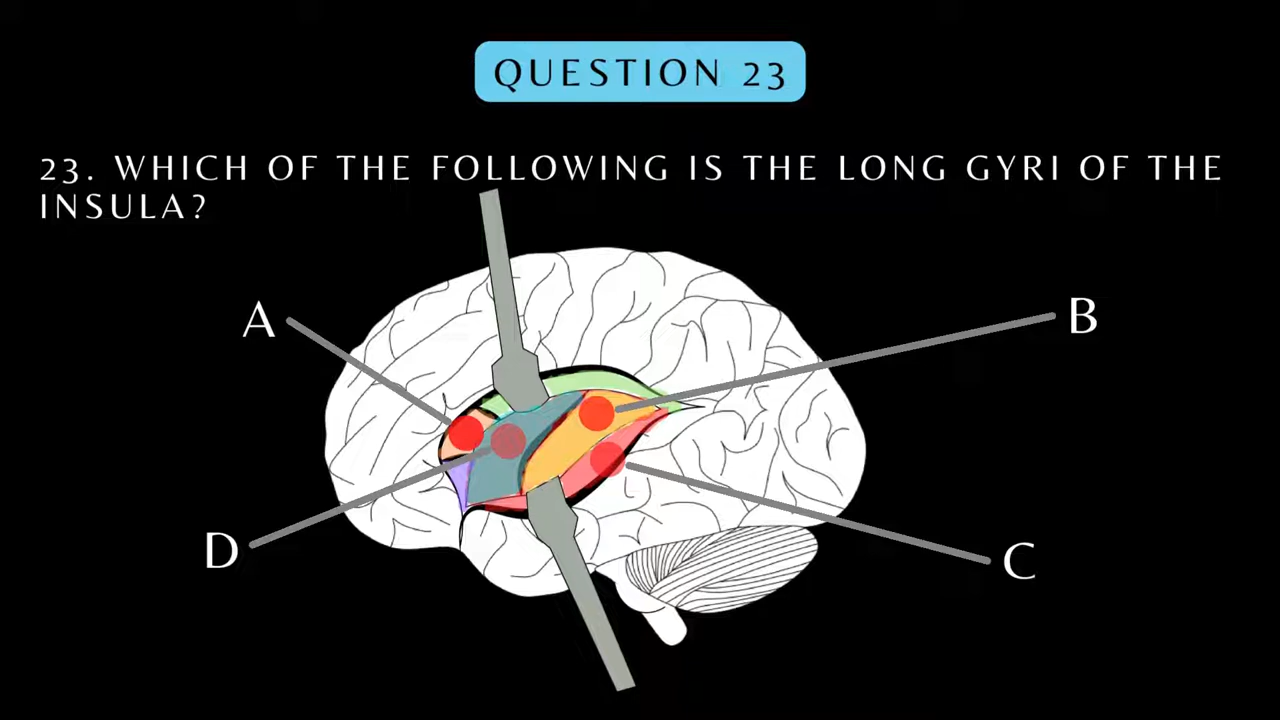 QUESTION 23
23. WHICH OF THE FOLLOWING IS THE LONG GYRI OF THE
INSULA?
A
B
D
C